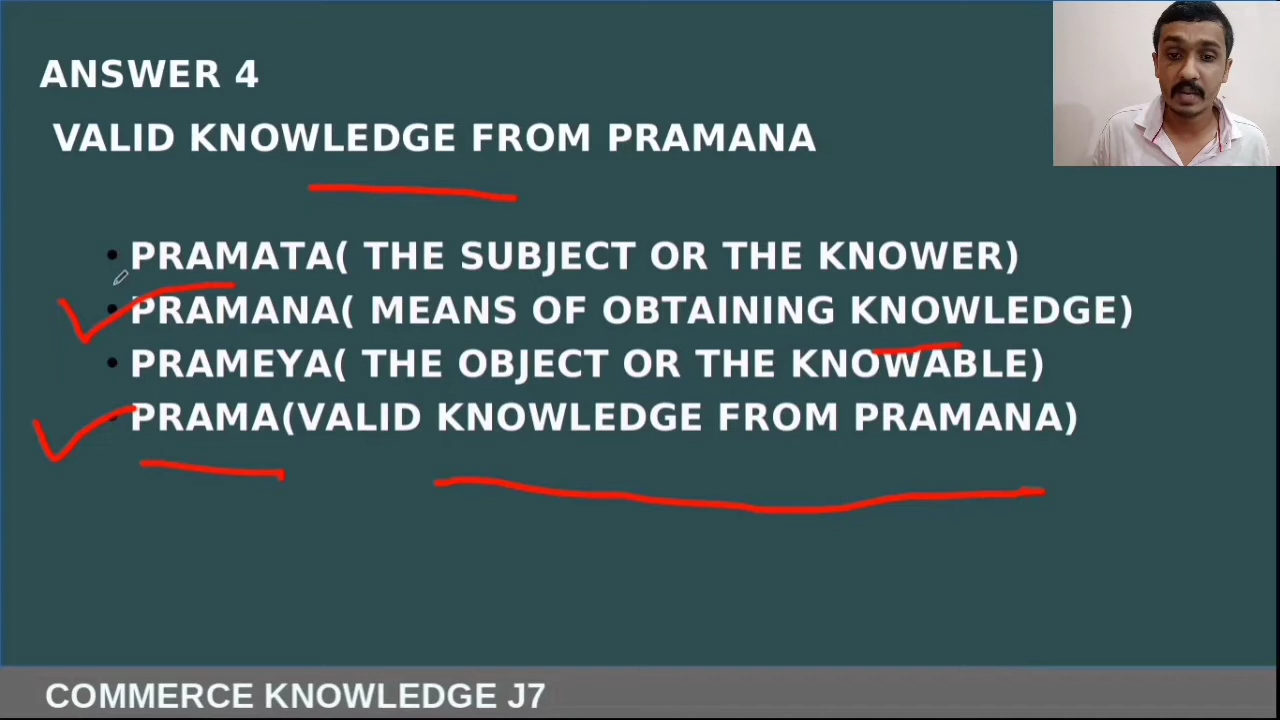 ANSWER 4
VALID KNOWLEDGE FROM PRAMANA
• PRAMATA( THE SUBJECT OR THE KNOWER)
• PRAMANA( MEANS OF OBTAINING KNOWLEDGE)
• PRAMEYA( THE OBJECT OR THE KNOWABLE)
• PRAMA(VALID KNOWLEDGE FROM PRAMANA)
COMMERCE KNOWLEDGE J7